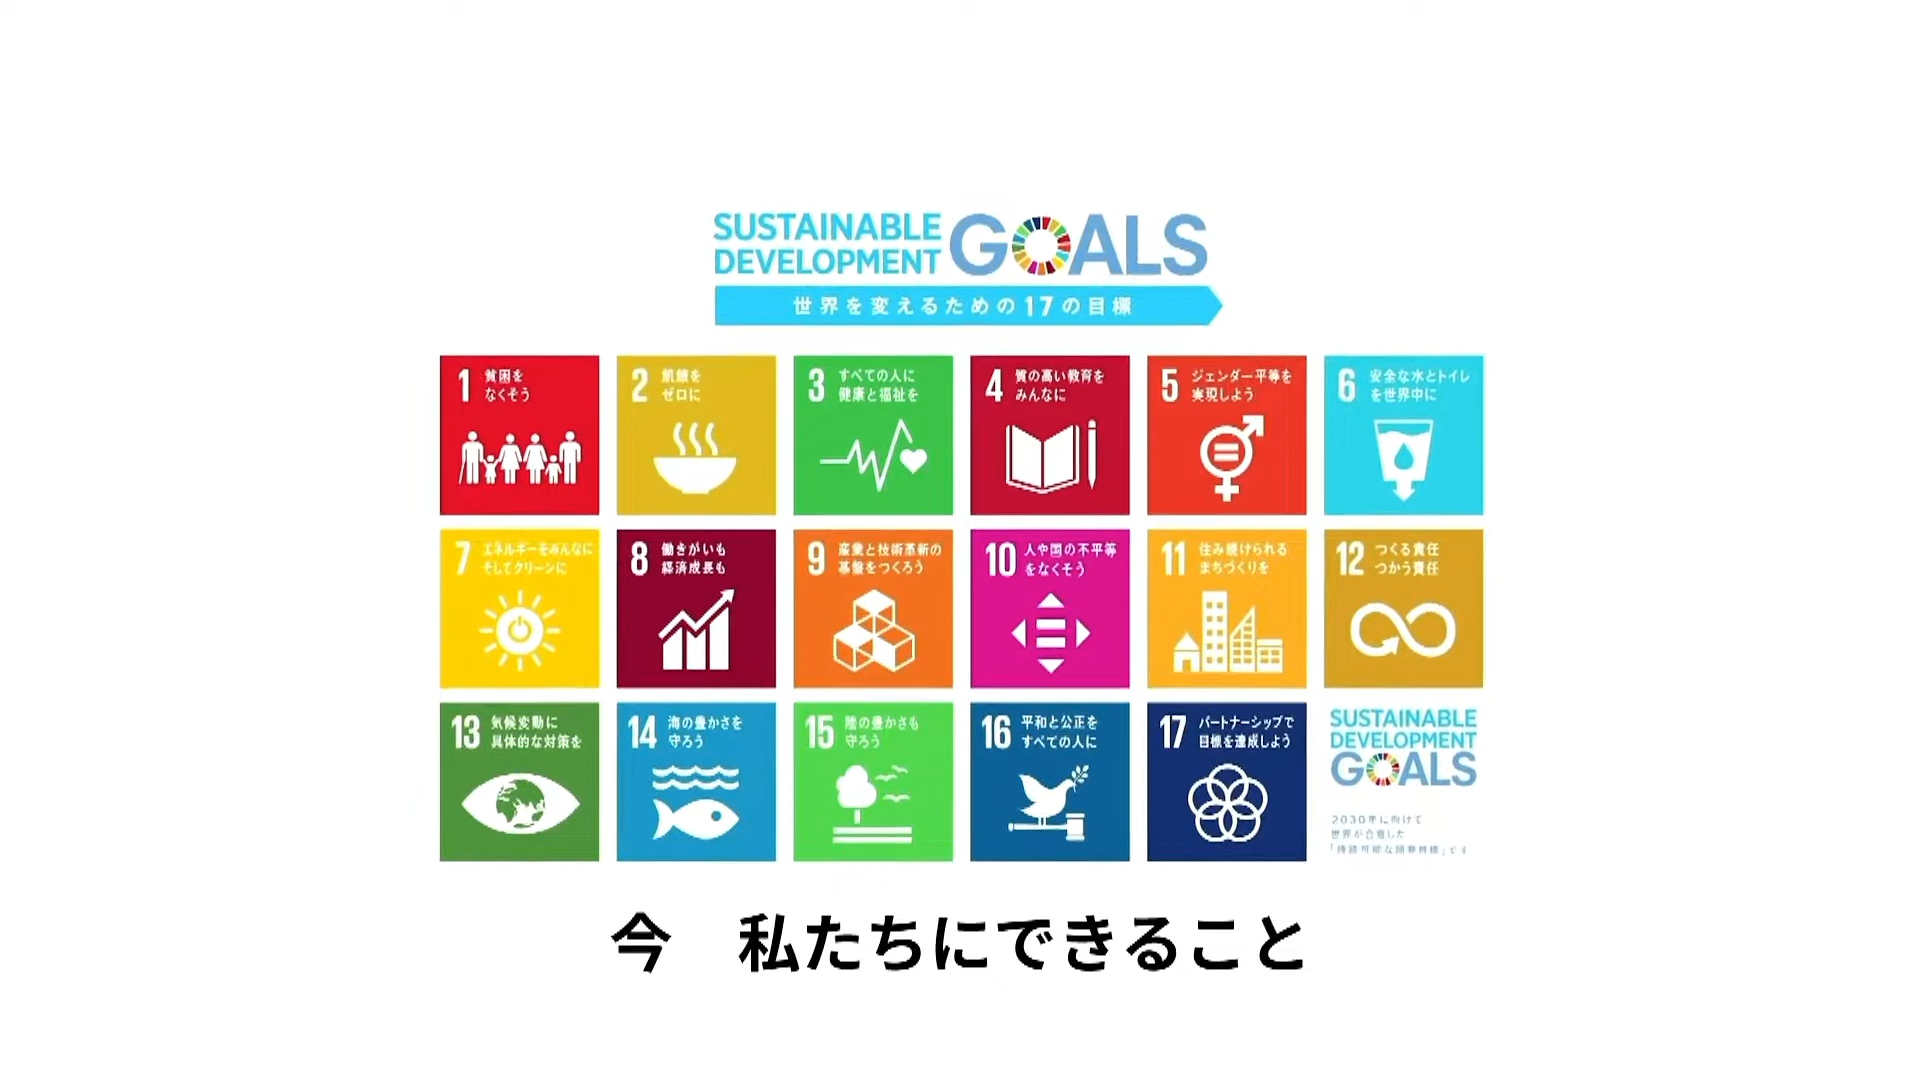 SUSTAINABLE
DEVELOPMENT
GOALS
世界を変えるための17の目標
1 貧困を
なくそう
2 飢餓を
ゼロに
3 すべての人に
健康と福祉を
4 質の高い教育を
みんなに
5 ジェンダー平等を
実現しよう
6 安全な水とトイレ
を世界中に
7 エネルギーをみんなに
そしてクリーンに
8 働きがいも
経済成長も
9 産業と技術革新の
基盤をつくろう
10 人や国の不平等
をなくそう
11 住み続けられる
まちづくりを
12 つくる責任
つかう責任
13 気候変動に
具体的な対策を
14 海の豊かさを
守ろう
15 陸の豊かさも
守ろう
16 平和と公正を
すべての人に
17 パートナーシップで
目標を達成しよう
SUSTAINABLE
DEVELOPMENT
GOALS
2030年に向けて
世界が合意した
「持続可能な開発目標」です
今 私たちにできること